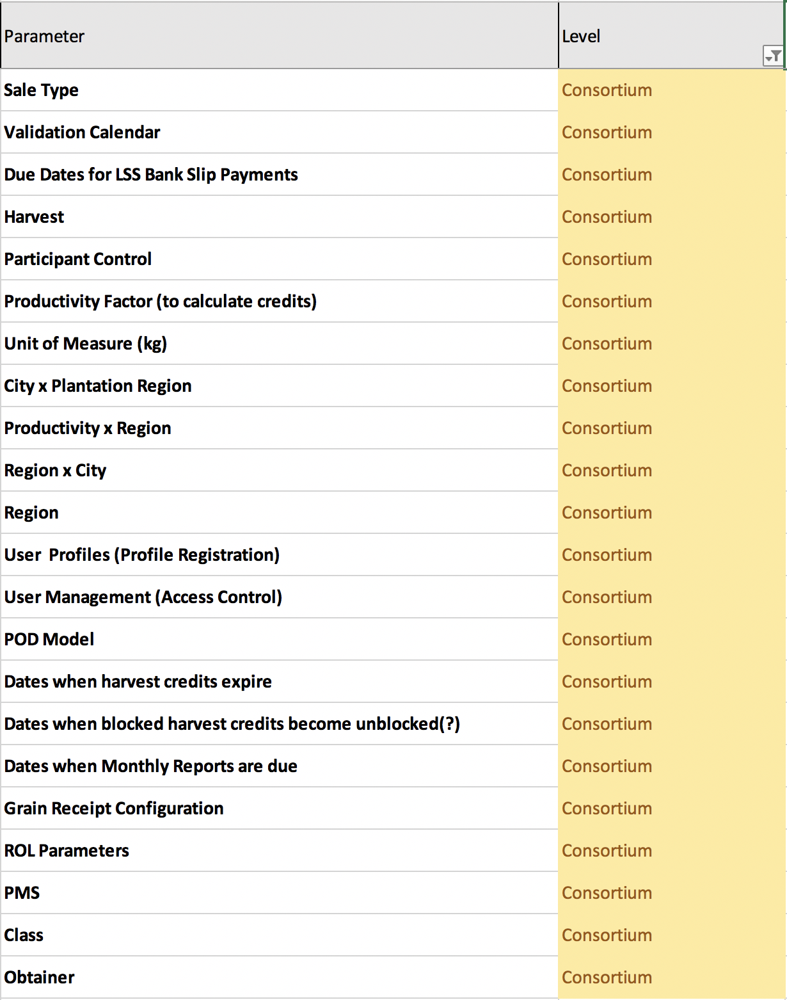 Parameter Level
Sale Type Consortium
Validation Calendar Consortium
Due Dates for LSS Bank Slip Payments Consortium
Harvest Consortium
Participant Control Consortium
Productivity Factor (to calculate credits) Consortium
Unit of Measure (kg) Consortium
City x Plantation Region Consortium
Productivity x Region Consortium
Region x City Consortium
Region Consortium
User  Profiles (Profile Registration) Consortium
User Management (Access Control) Consortium
POD Model Consortium
Dates when harvest credits expire Consortium
Dates when blocked harvest credits become unblocked(?) Consortium
Dates when Monthly Reports are due Consortium
Grain Receipt Configuration Consortium
ROL Parameters Consortium
PMS Consortium
Class Consortium
Obtainer Consortium